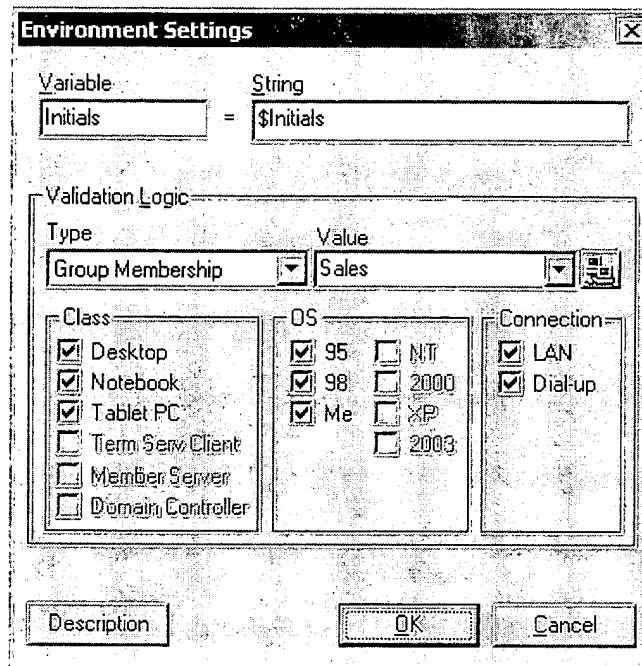 Environment Settings
Variable String
Initials = $Initials
Validation Logic
Type Value
Group Membership Sales
Class OS Connection
Desktop 95 NT LAN
Notebook 98 2000 Dial-up
Tablet PC Me XP
Term Serv Client 2003
Member Server
Domain Controller
Description OK Cancel